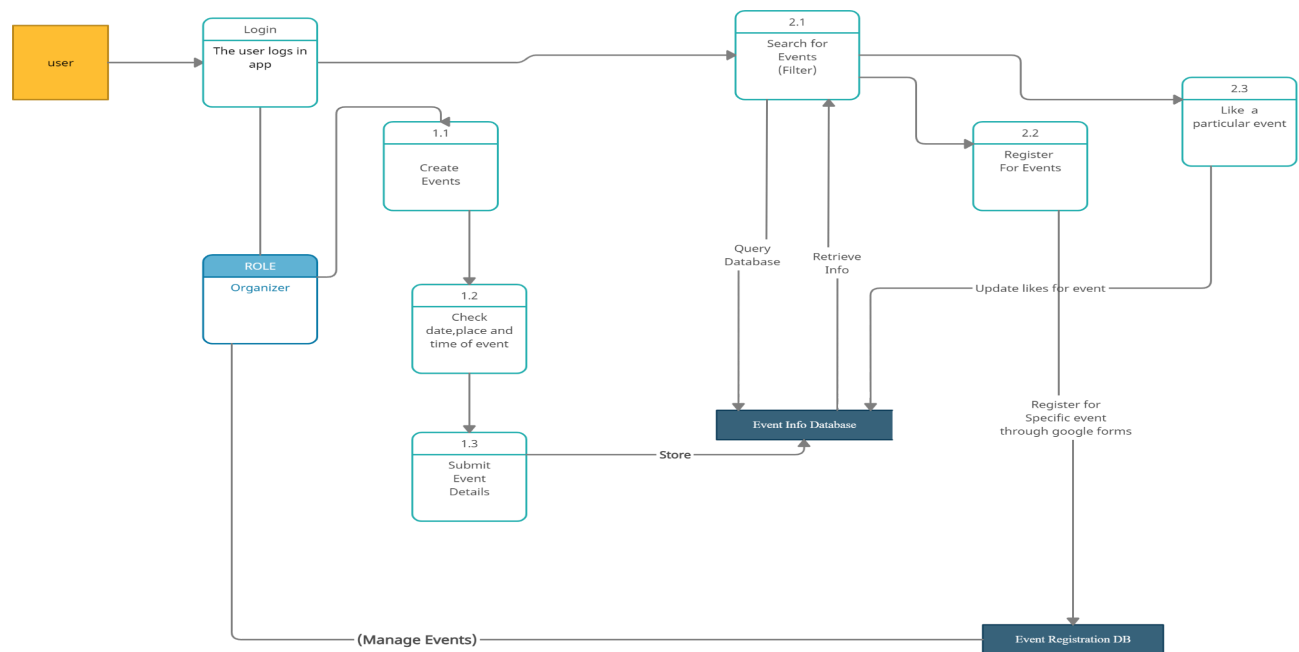 user
Login
The user logs in
app
2.1
Search for
Events
(Filter)
2.3
Like a
particular event
1.1
Create
Events
2.2
Register
For Events
Query
Database
Retrieve
Info
ROLE
Organizer
Update likes for event
1.2
Check
date,place and
time of event
Register for
Specific event
through google forms
Event Info Database
1.3
Submit
Event
Details
Store
(Manage Events)
Event Registration DB